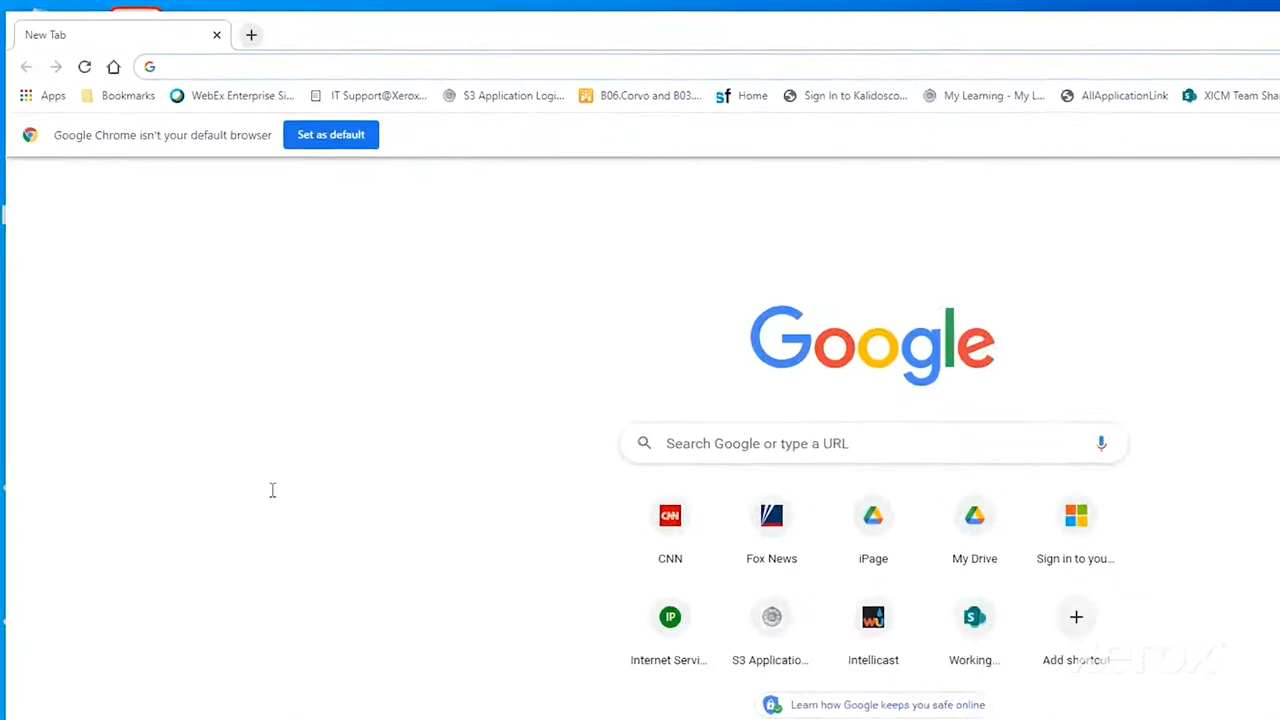 New Tab
Apps Bookmarks WebEx Enterprise Si... IT Support@Xerox... S3 Application Logi... B06.Corvo and B03.... sf Home Sign In to Kalidosco... My Learning - My L... AllApplicationLink XICM Team Sha
Google Chrome isn't your default browser Set as default
Google
Search Google or type a URL
CNN
CNN Fox News iPage My Drive Sign in to you...
IP S
Internet Servi... S3 Applicatio... Intellicast Working... Add shortcut
xerox
Learn how Google keeps you safe online